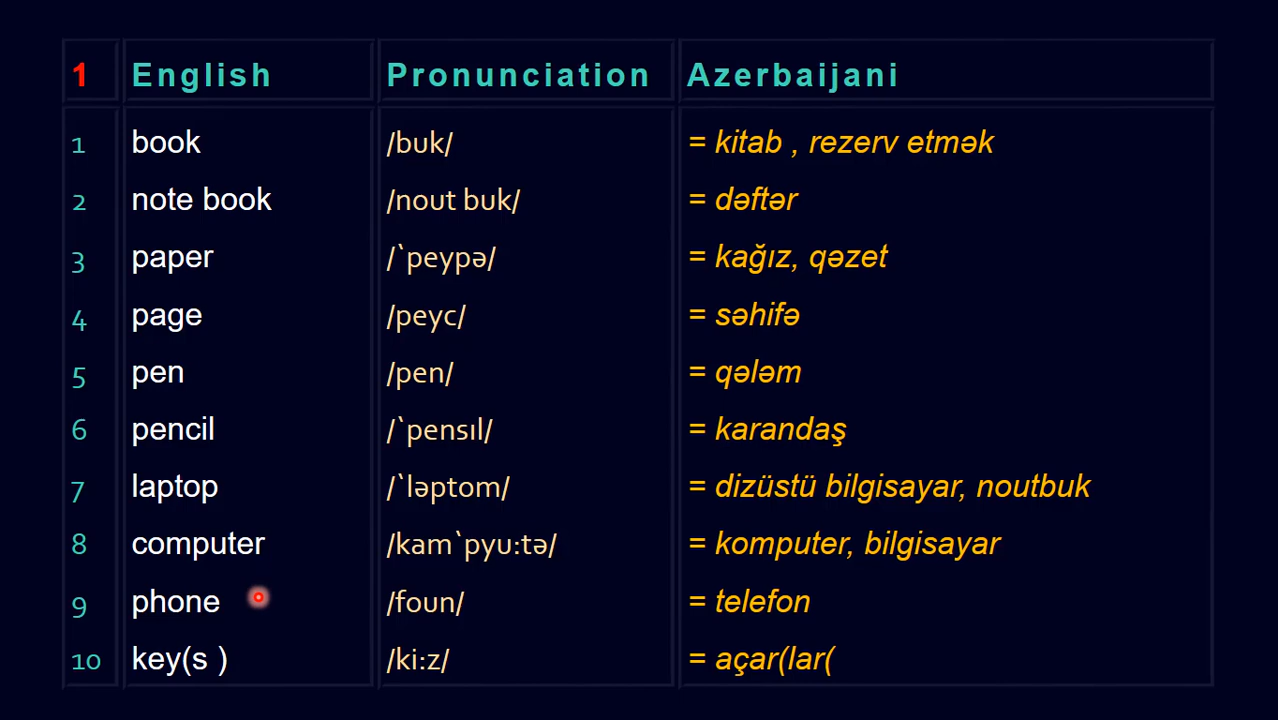 1 English Pronunciation Azerbaijani
1 book /buk/ = kitab , rezerv etmək
2 note book /nout buk/ = dəftər
3 paper /`peypə/ = kağız, qəzet
4 page /peyc/ = səhifə
5 pen /pen/ = qələm
6 pencil /`pensıl/ = karandaş
7 laptop /`ləptom/ = dizüstü bilgisayar, noutbuk
8 computer /kam`pyu:tə/ = komputer, bilgisayar
9 phone /foun/ = telefon
10 key(s ) /ki:z/ = açar(lar(